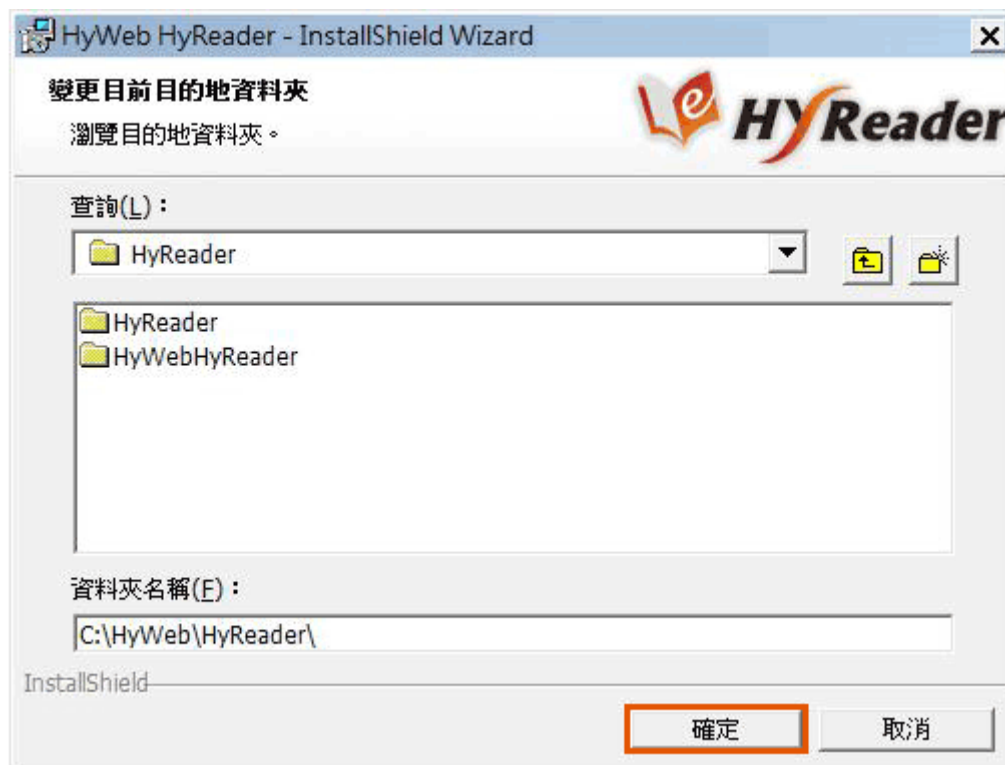 HyWeb HyReader - InstallShield Wizard
變更目前目的地資料夾
瀏覽目的地資料夾。
e HyReader
查詢(L)：
HyReader
HyReader
HyWebHyReader
資料夾名稱(F)：
C:\HyWeb\HyReader\
InstallShield
確定 取消